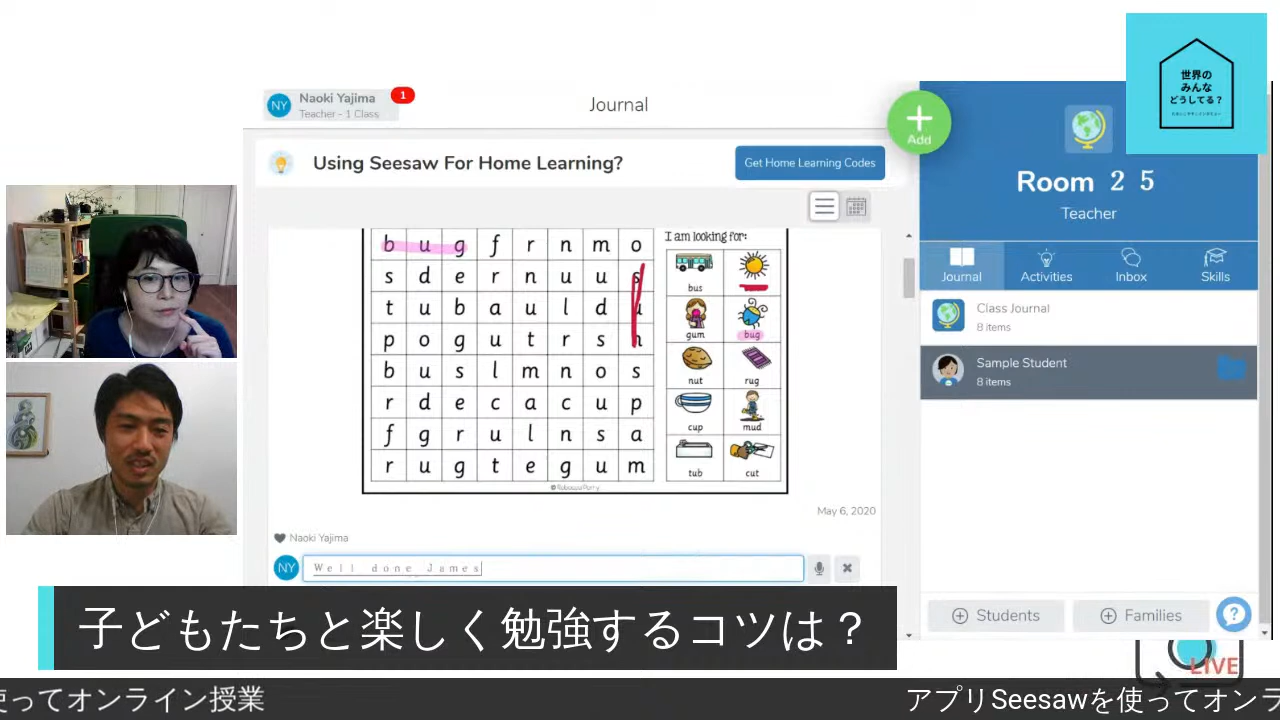 世界の
みんな
どうしてる？
NY
Naoki Yajima
1
Teacher - 1 Class
Journal
Add
Using Seesaw For Home Learning?
Get Home Learning Codes
Room 2 5
Teacher
Journal
Activities
Inbox
Skills
Class Journal
8 items
Sample Student
8 items
b u g f r n m o
s d e r n u u s
t u b a u l d u
p o g u t r s n
b u s l m n o s
r d e c a c u p
f g r u l n s a
r u g t e g u m
I am looking for:
bus
gum bug
nut rug
cup mud
tub cut
May 6, 2020
Naoki Yajima
NY
Well done James
Students
Families
?
子どもたちと楽しく勉強するコツは？
LIVE
使ってオンライン授業
アプリSeesawを使ってオンラ